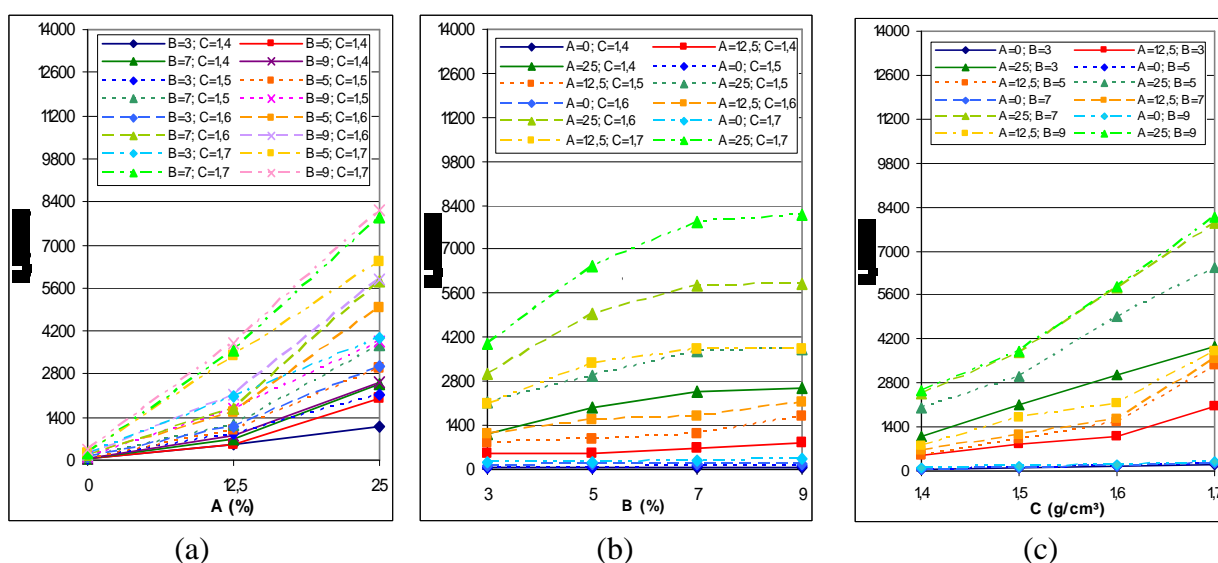 14000
12600
11200
9800
8400
7000
5600
4200
2800
1400
0
B=3; C=1,4 B=5; C=1,4
B=7; C=1,4 B=9; C=1,4
B=3; C=1,5 B=5; C=1,5
B=7; C=1,5 B=9; C=1,5
B=3; C=1,6 B=5; C=1,6
B=7; C=1,6 B=9; C=1,6
B=3; C=1,7 B=5; C=1,7
B=7; C=1,7 B=9; C=1,7
0 12,5 25
A (%)
(a)
14000
12600
11200
9800
8400
7000
5600
4200
2800
1400
0
A=0; C=1,4 A=12,5; C=1,4
A=25; C=1,4 A=0; C=1,5
A=12,5; C=1,5 A=25; C=1,5
A=0; C=1,6 A=12,5; C=1,6
A=25; C=1,6 A=0; C=1,7
A=12,5; C=1,7 A=25; C=1,7
3 5 7 9
B (%)
(b)
14000
12600
11200
9800
8400
7000
5600
4200
2800
1400
0
A=0; B=3 A=12,5; B=3
A=25; B=3 A=0; B=5
A=12,5; B=5 A=25; B=5
A=0; B=7 A=12,5; B=7
A=25; B=7 A=0; B=9
A=12,5; B=9 A=25; B=9
1,4 1,5 1,6 1,7
C (g/cm³)
(c)